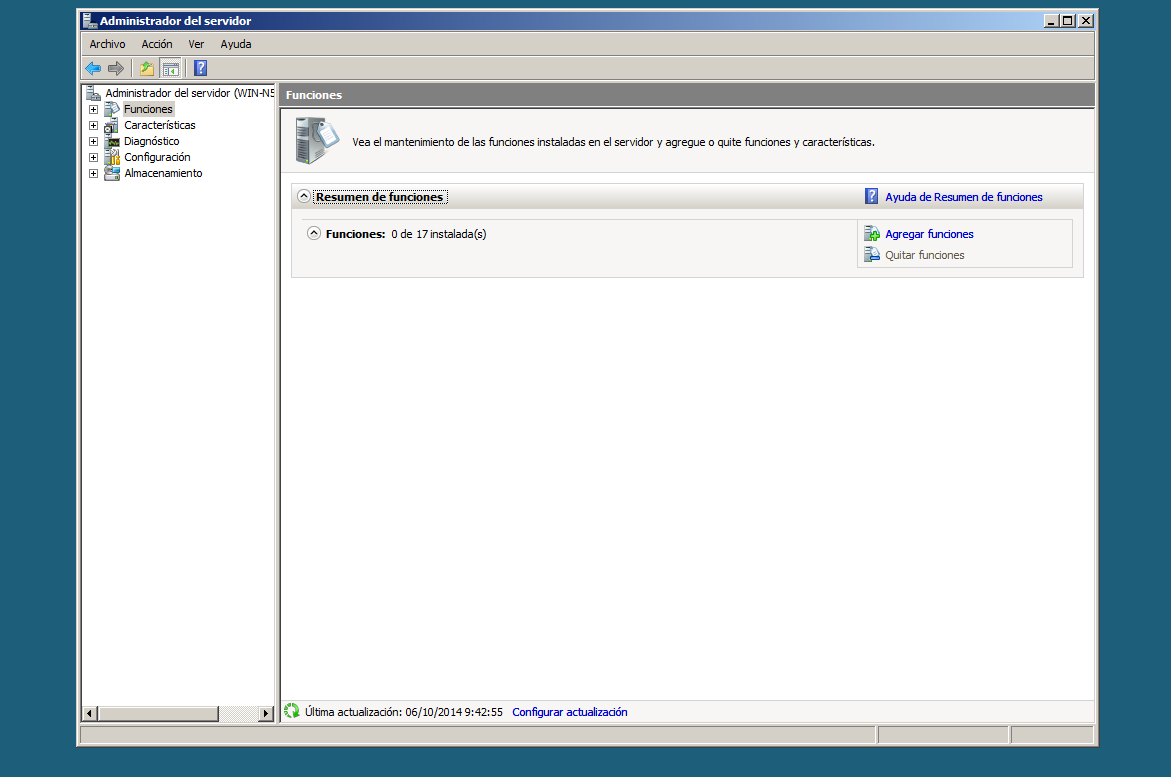 Administrador del servidor
Archivo Acción Ver Ayuda
Administrador del servidor (WIN-N5
Funciones
Características
Diagnóstico
Configuración
Almacenamiento
Funciones
Vea el mantenimiento de las funciones instaladas en el servidor y agregue o quite funciones y características.
Resumen de funciones
Ayuda de Resumen de funciones
Funciones: 0 de 17 instalada(s)
Agregar funciones
Quitar funciones
Última actualización: 06/10/2014 9:42:55 Configurar actualización